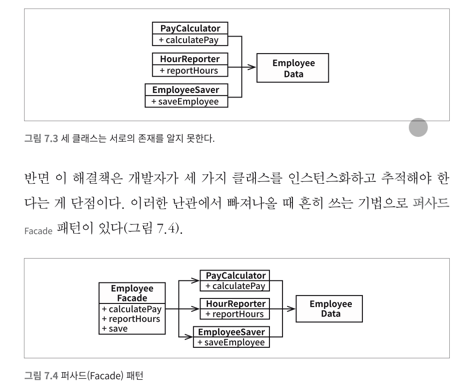 PayCalculator
+ calculatePay
HourReporter
+ reportHours
EmployeeSaver
+ saveEmployee
Employee
Data
그림 7.3 세 클래스는 서로의 존재를 알지 못한다.
반면 이 해결책은 개발자가 세 가지 클래스를 인스턴스화하고 추적해야 한
다는 게 단점이다. 이러한 난관에서 빠져나올 때 흔히 쓰는 기법으로 퍼사드
Facade 패턴이 있다(그림 7.4).
Employee
Facade
+ calculatePay
+ reportHours
+ save
PayCalculator
+ calculatePay
HourReporter
+ reportHours
EmployeeSaver
+ saveEmployee
Employee
Data
그림 7.4 퍼사드(Facade) 패턴